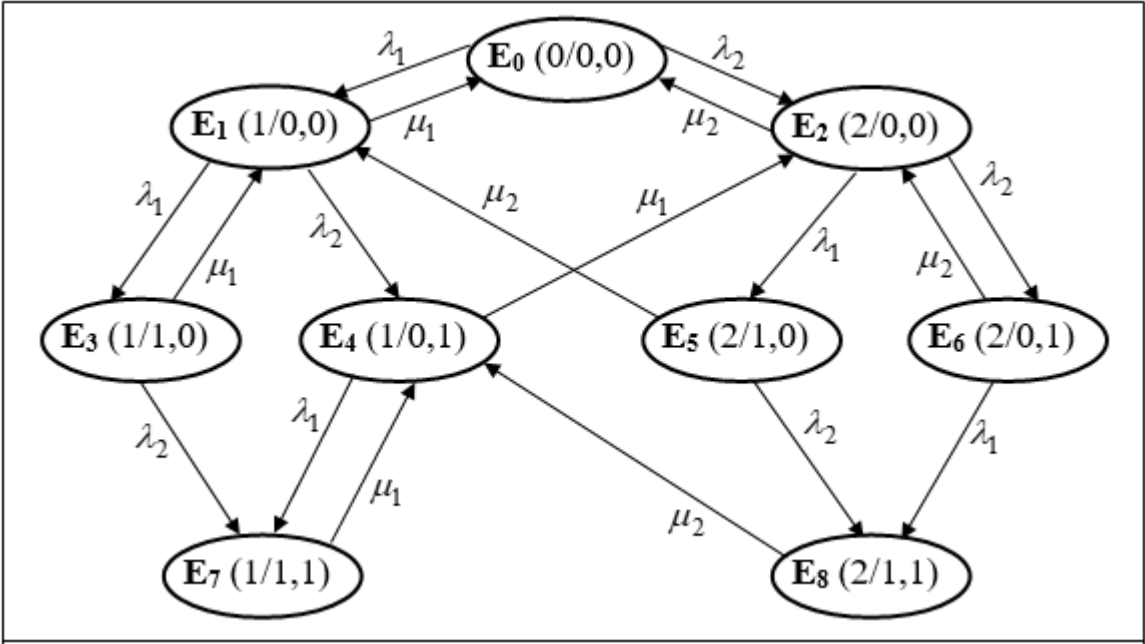 λ₁ E₀ (0/0,0) λ₂
E₁ (1/0,0) μ₁ μ₂ E₂ (2/0,0)
λ₁ μ₁ λ₂ μ₂ μ₁ λ₁ μ₂ λ₂
E₃ (1/1,0) E₄ (1/0,1) E₅ (2/1,0) E₆ (2/0,1)
λ₂ λ₁ μ₁ μ₂ λ₂ λ₁
E₇ (1/1,1) E₈ (2/1,1)